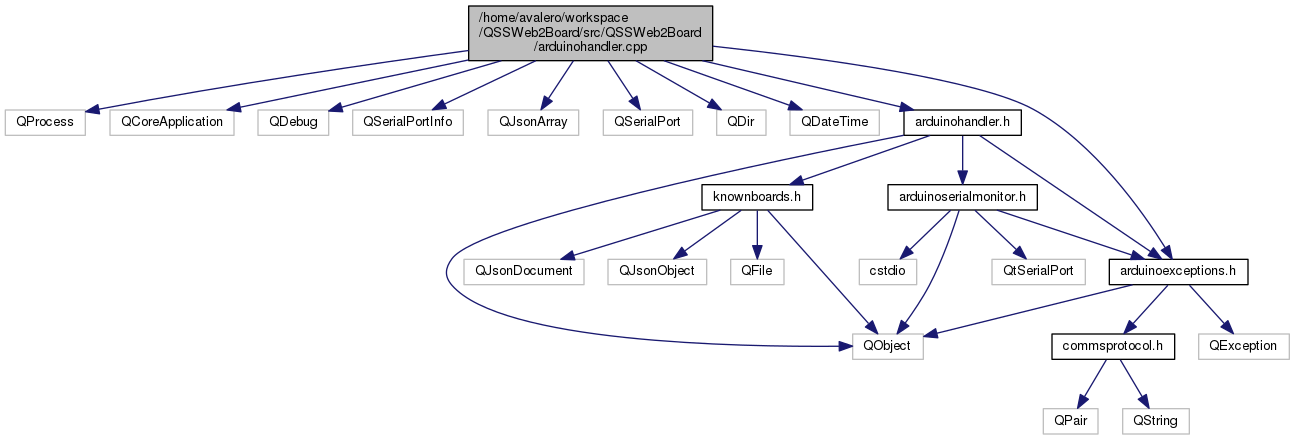 /home/avalero/workspace
/QSSWeb2Board/src/QSSWeb2Board
/arduinohandler.cpp
QProcess
QCoreApplication
QDebug
QSerialPortInfo
QJsonArray
QSerialPort
QDir
QDateTime
arduinohandler.h
knownboards.h
arduinoserialmonitor.h
QJsonDocument
QJsonObject
QFile
cstdio
QtSerialPort
arduinoexceptions.h
QObject
commsprotocol.h
QException
QPair
QString